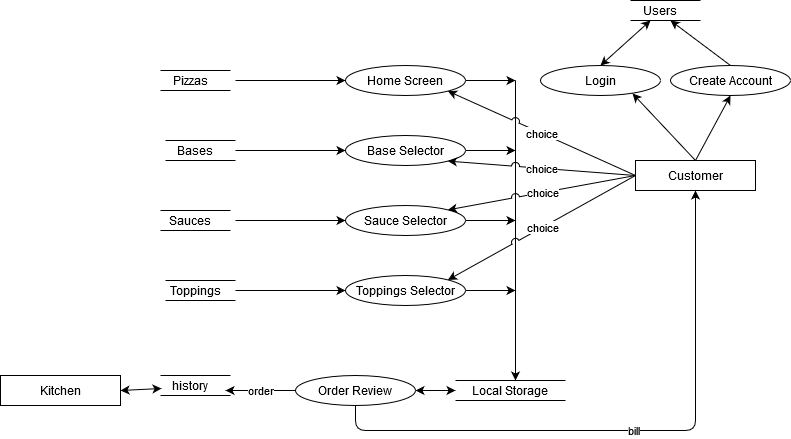 Users
Pizzas
Home Screen
Login
Create Account
choice
Bases
Base Selector
choice
Customer
choice
Sauces
Sauce Selector
choice
Toppings
Toppings Selector
Kitchen
history
order
Order Review
Local Storage
bill